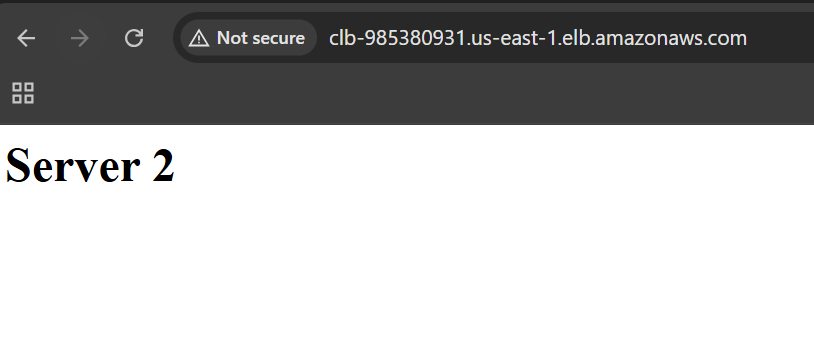 Not secure clb-985380931.us-east-1.elb.amazonaws.com
Server 2